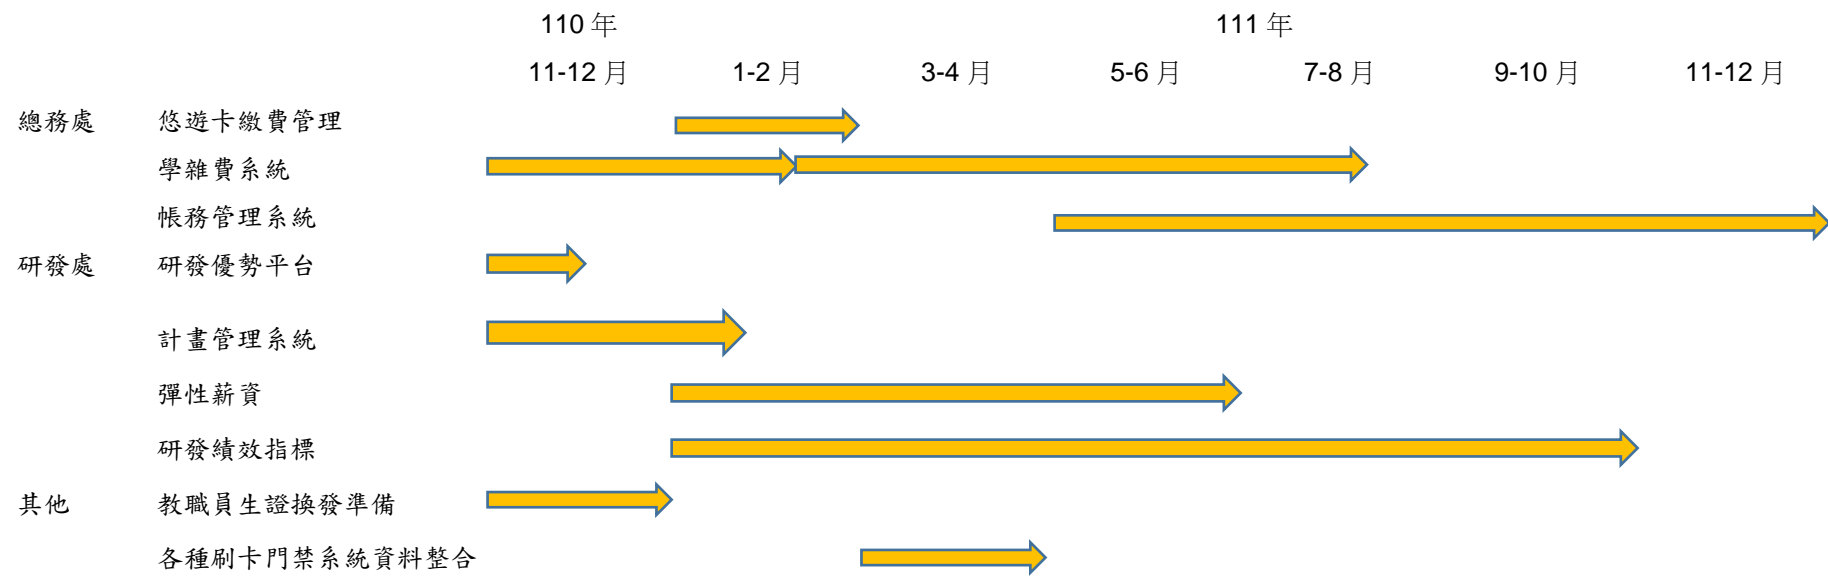 110 年 111 年
11-12 月 1-2 月 3-4 月 5-6 月 7-8 月 9-10 月 11-12 月
總務處 悠遊卡繳費管理
學雜費系統
帳務管理系統
研發處 研發優勢平台
計畫管理系統
彈性薪資
研發績效指標
其他 教職員生證換發準備
各種刷卡門禁系統資料整合